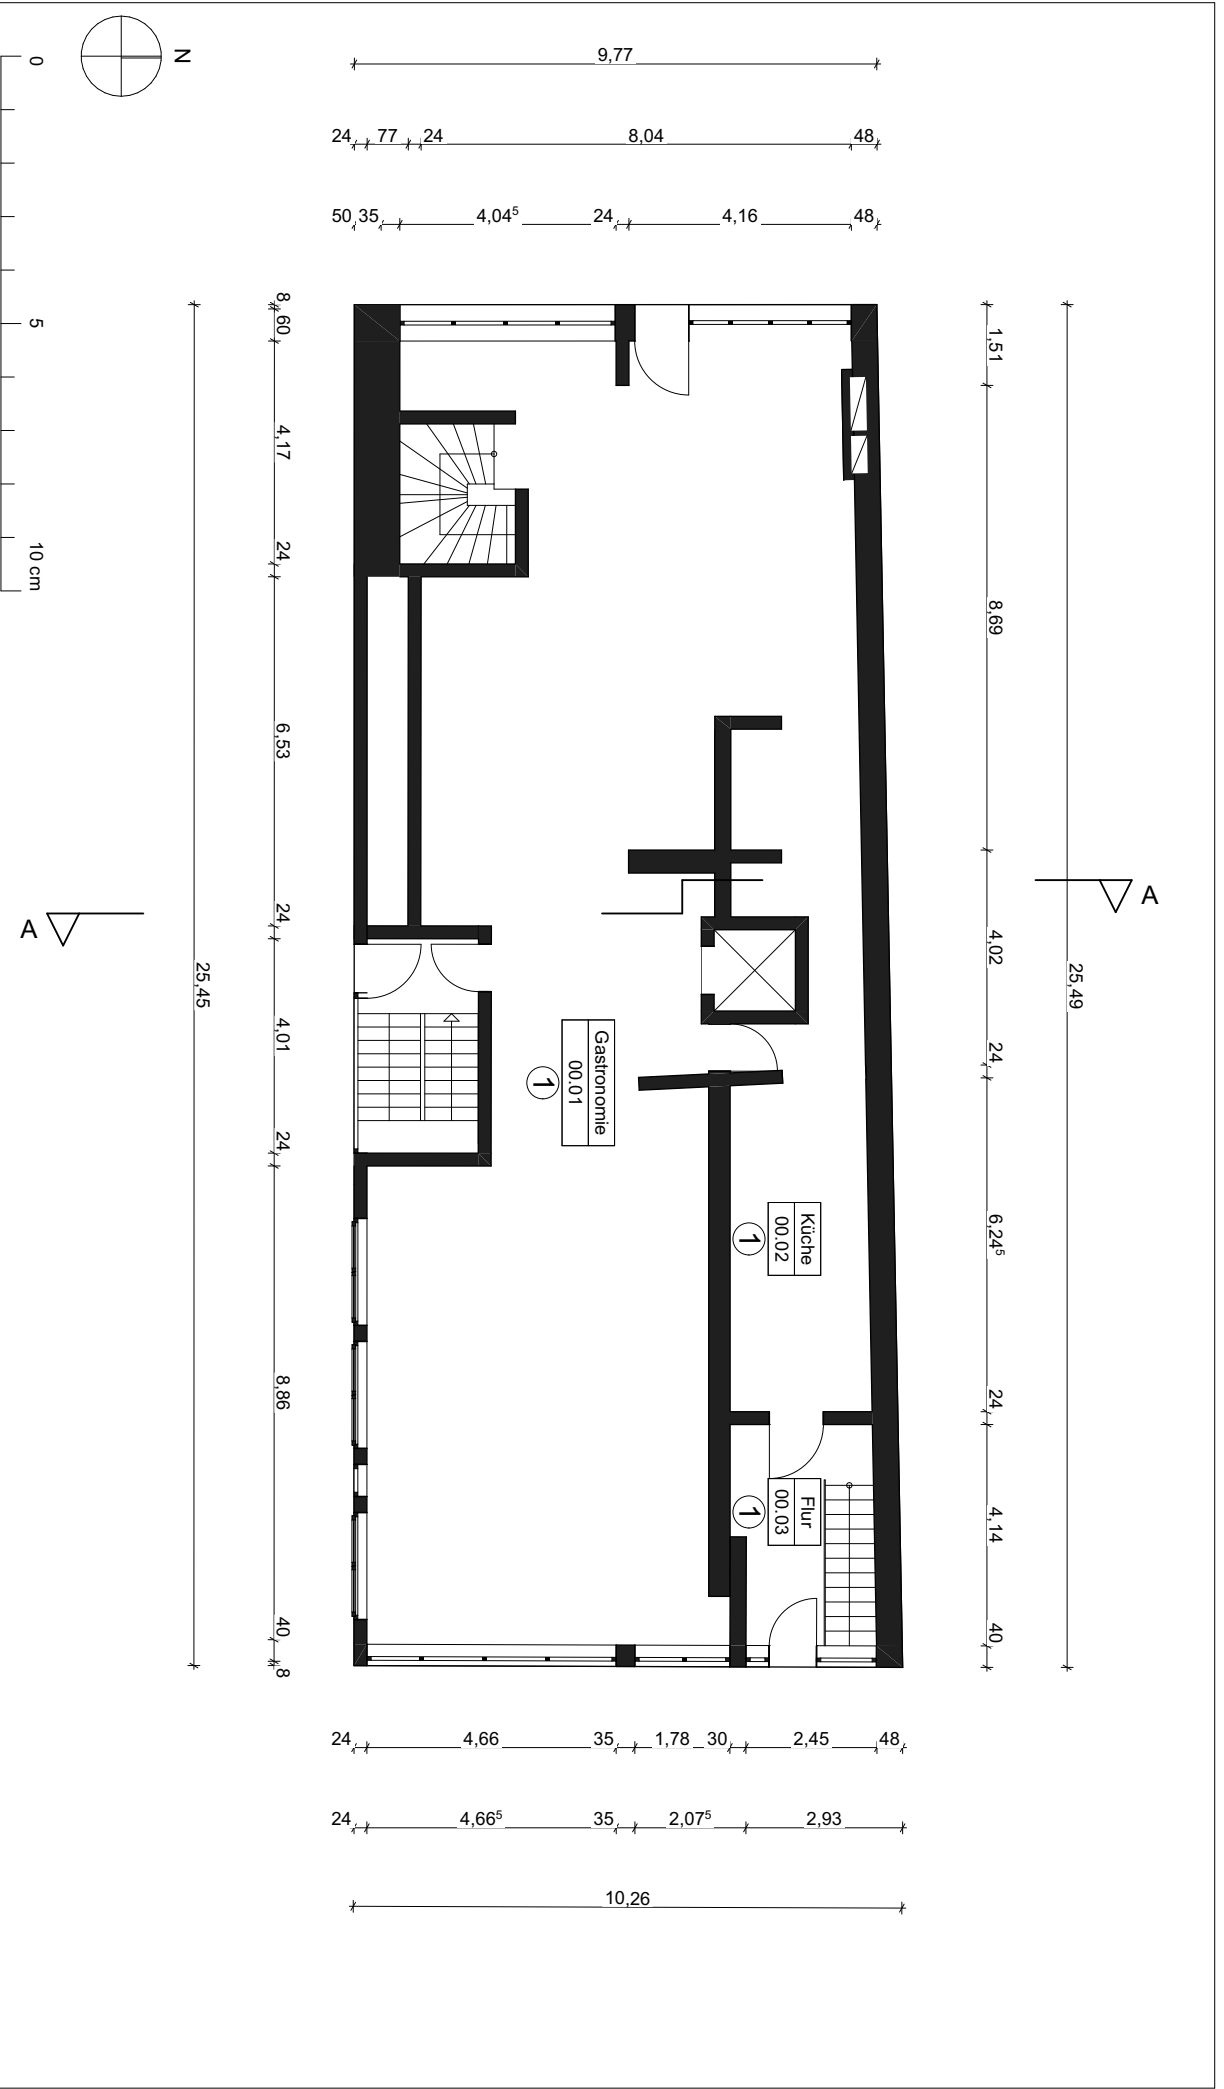 N
0
5
10 cm
9,77
24 77 24 8,04 48
50 35 4,04⁵ 24 4,16 48
8
60
4,17
24
6,53
24
4,01
24
8,86
40
8
25,45
1,51
8,69
4,02
24
6,24⁵
24
4,14
40
25,49
A
A
Gastronomie
00.01
1
Küche
00.02
1
Flur
00.03
1
24 4,66 35 1,78 30 2,45 48
24 4,66⁵ 35 2,07⁵ 2,93
10,26